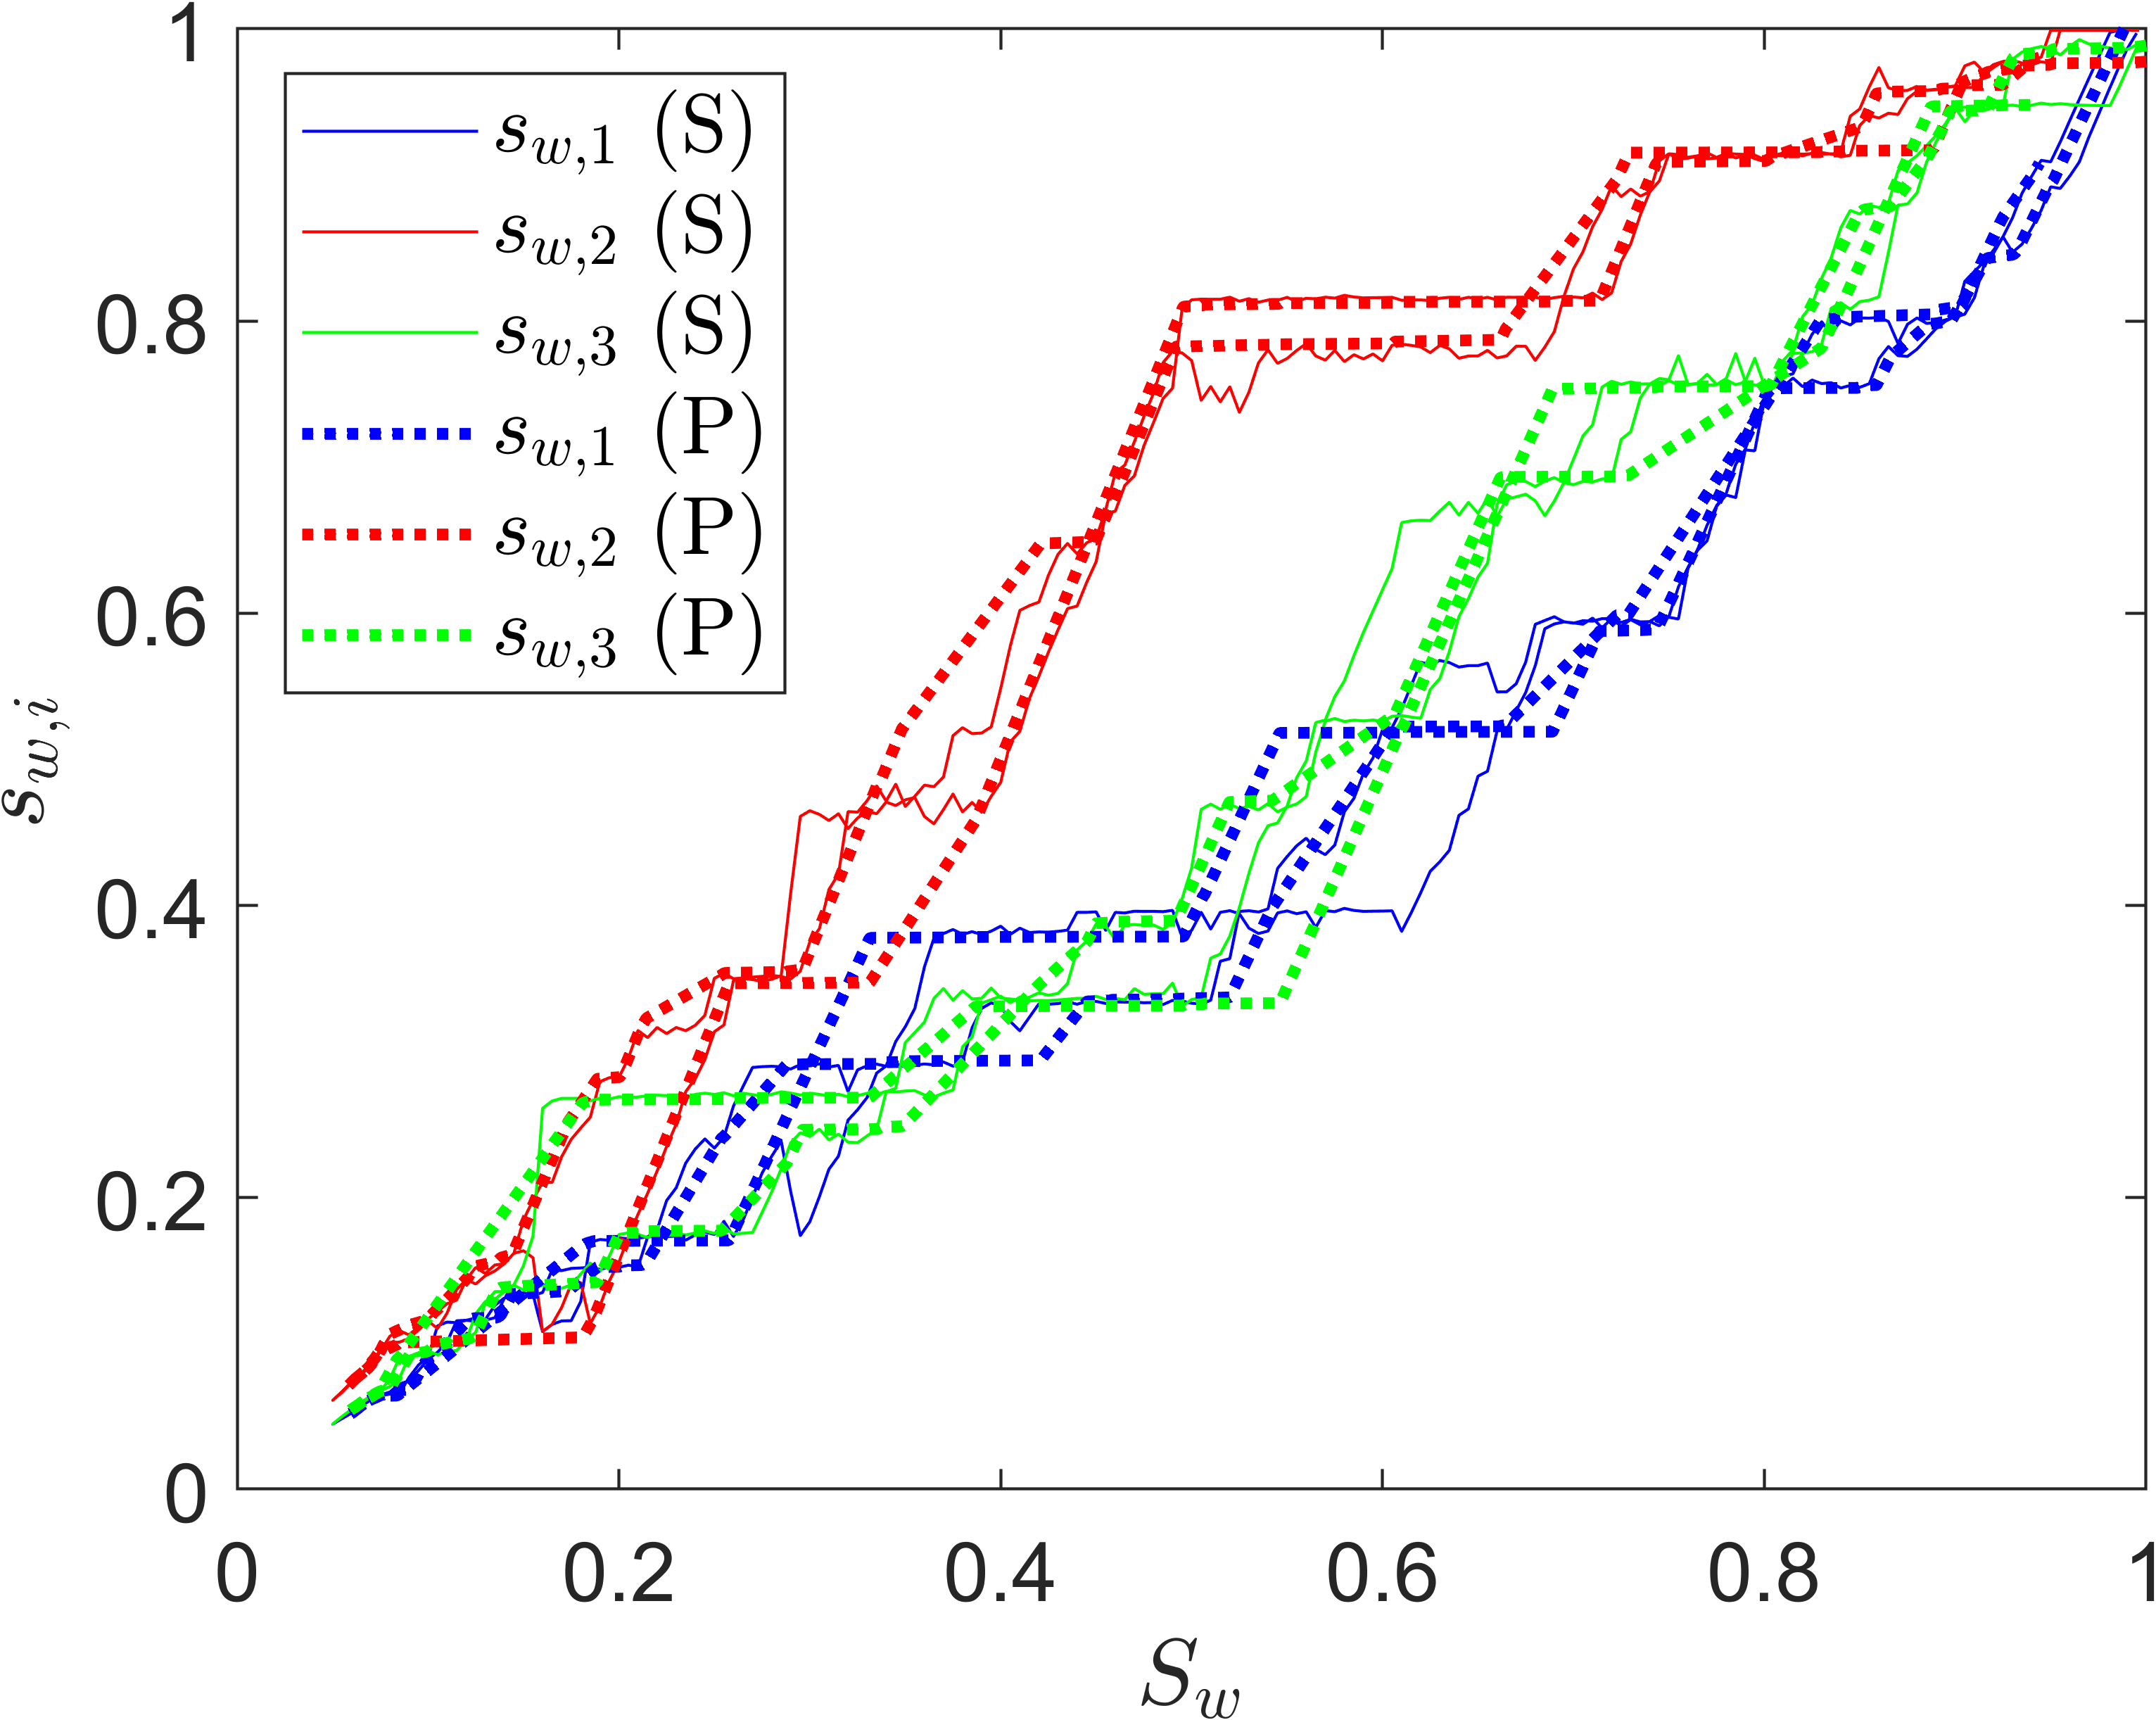 1
0.8
0.6
0.4
0.2
0
s_{w,i}
s_{w,1} (S)
s_{w,2} (S)
s_{w,3} (S)
s_{w,1} (P)
s_{w,2} (P)
s_{w,3} (P)
0 0.2 0.4 0.6 0.8 1
S_w